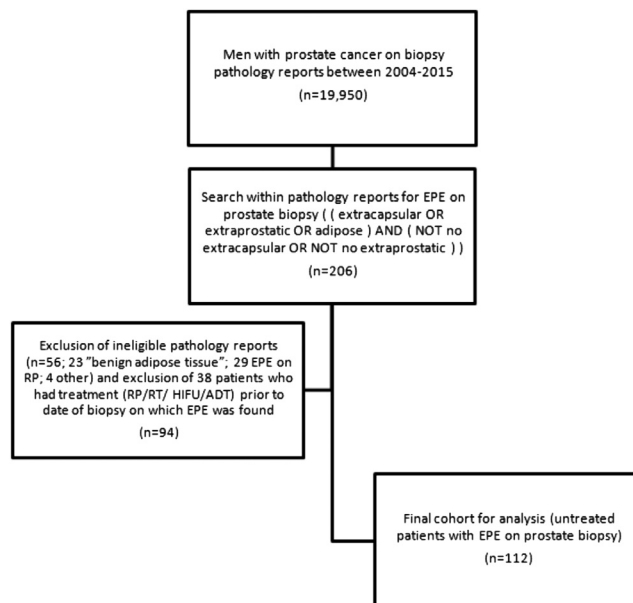 Men with prostate cancer on biopsy
pathology reports between 2004-2015
(n=19,950)
Search within pathology reports for EPE on
prostate biopsy ( ( extracapsular OR
extraprostatic OR adipose ) AND ( NOT no
extracapsular OR NOT no extraprostatic ) )
(n=206)
Exclusion of ineligible pathology reports
(n=56; 23 "benign adipose tissue"; 29 EPE on
RP; 4 other) and exclusion of 38 patients who
had treatment (RP/RT/ HIFU/ADT) prior to
date of biopsy on which EPE was found
(n=94)
Final cohort for analysis (untreated
patients with EPE on prostate biopsy)
(n=112)